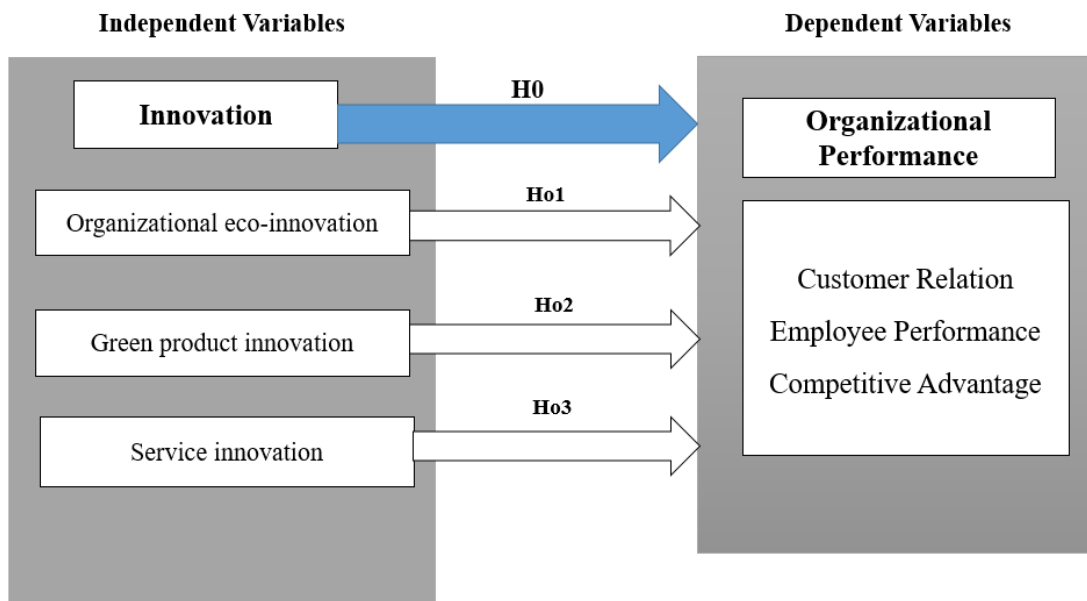 Independent Variables
Dependent Variables
Innovation
H0
Organizational
Performance
Organizational eco-innovation
Ho1
Green product innovation
Ho2
Service innovation
Ho3
Customer Relation
Employee Performance
Competitive Advantage